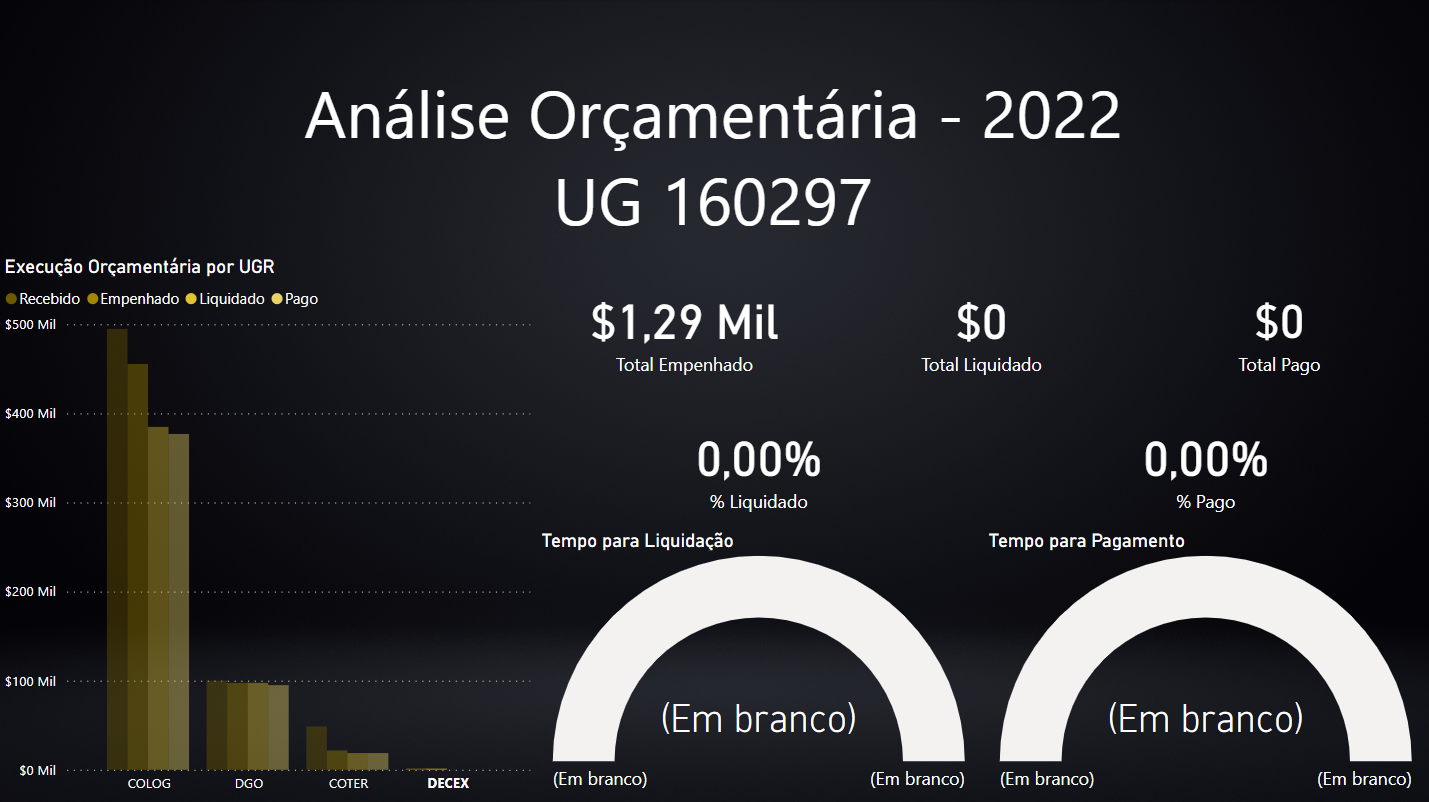 Análise Orçamentária - 2022
UG 160297
Execução Orçamentária por UGR
Recebido Empenhado Liquidado Pago
$500 Mil
$400 Mil
$300 Mil
$200 Mil
$100 Mil
$0 Mil
COLOG DGO COTER DECEX
$1,29 Mil
Total Empenhado
$0
Total Liquidado
$0
Total Pago
0,00%
% Liquidado
0,00%
% Pago
Tempo para Liquidação
(Em branco)
(Em branco) (Em branco)
Tempo para Pagamento
(Em branco)
(Em branco) (Em branco)